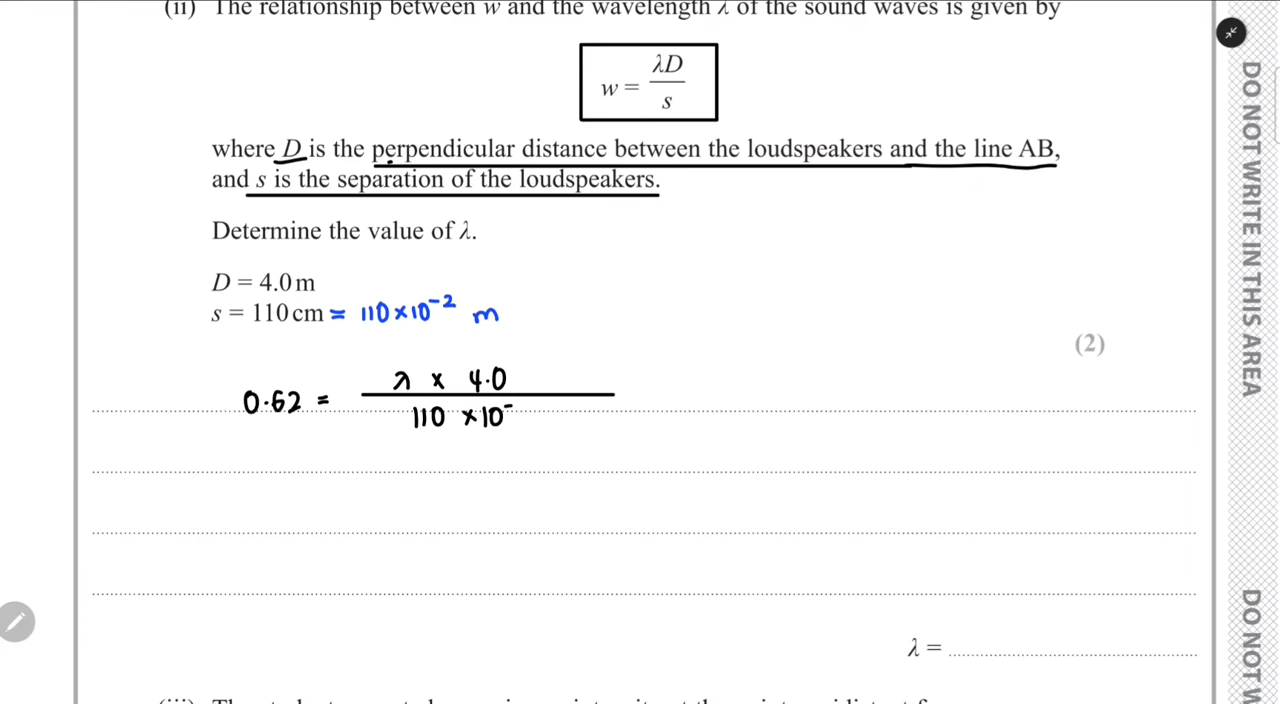 (ii) The relationship between w and the wavelength λ of the sound waves is given by
w = λD
s
where D is the perpendicular distance between the loudspeakers and the line AB,
and s is the separation of the loudspeakers.
Determine the value of λ.
D = 4.0 m
s = 110 cm = 110 × 10⁻² m
(2)
0.62 = λ × 4.0
110 × 10⁻
λ =
DO NOT WRITE IN THIS AREA
DO NOT W